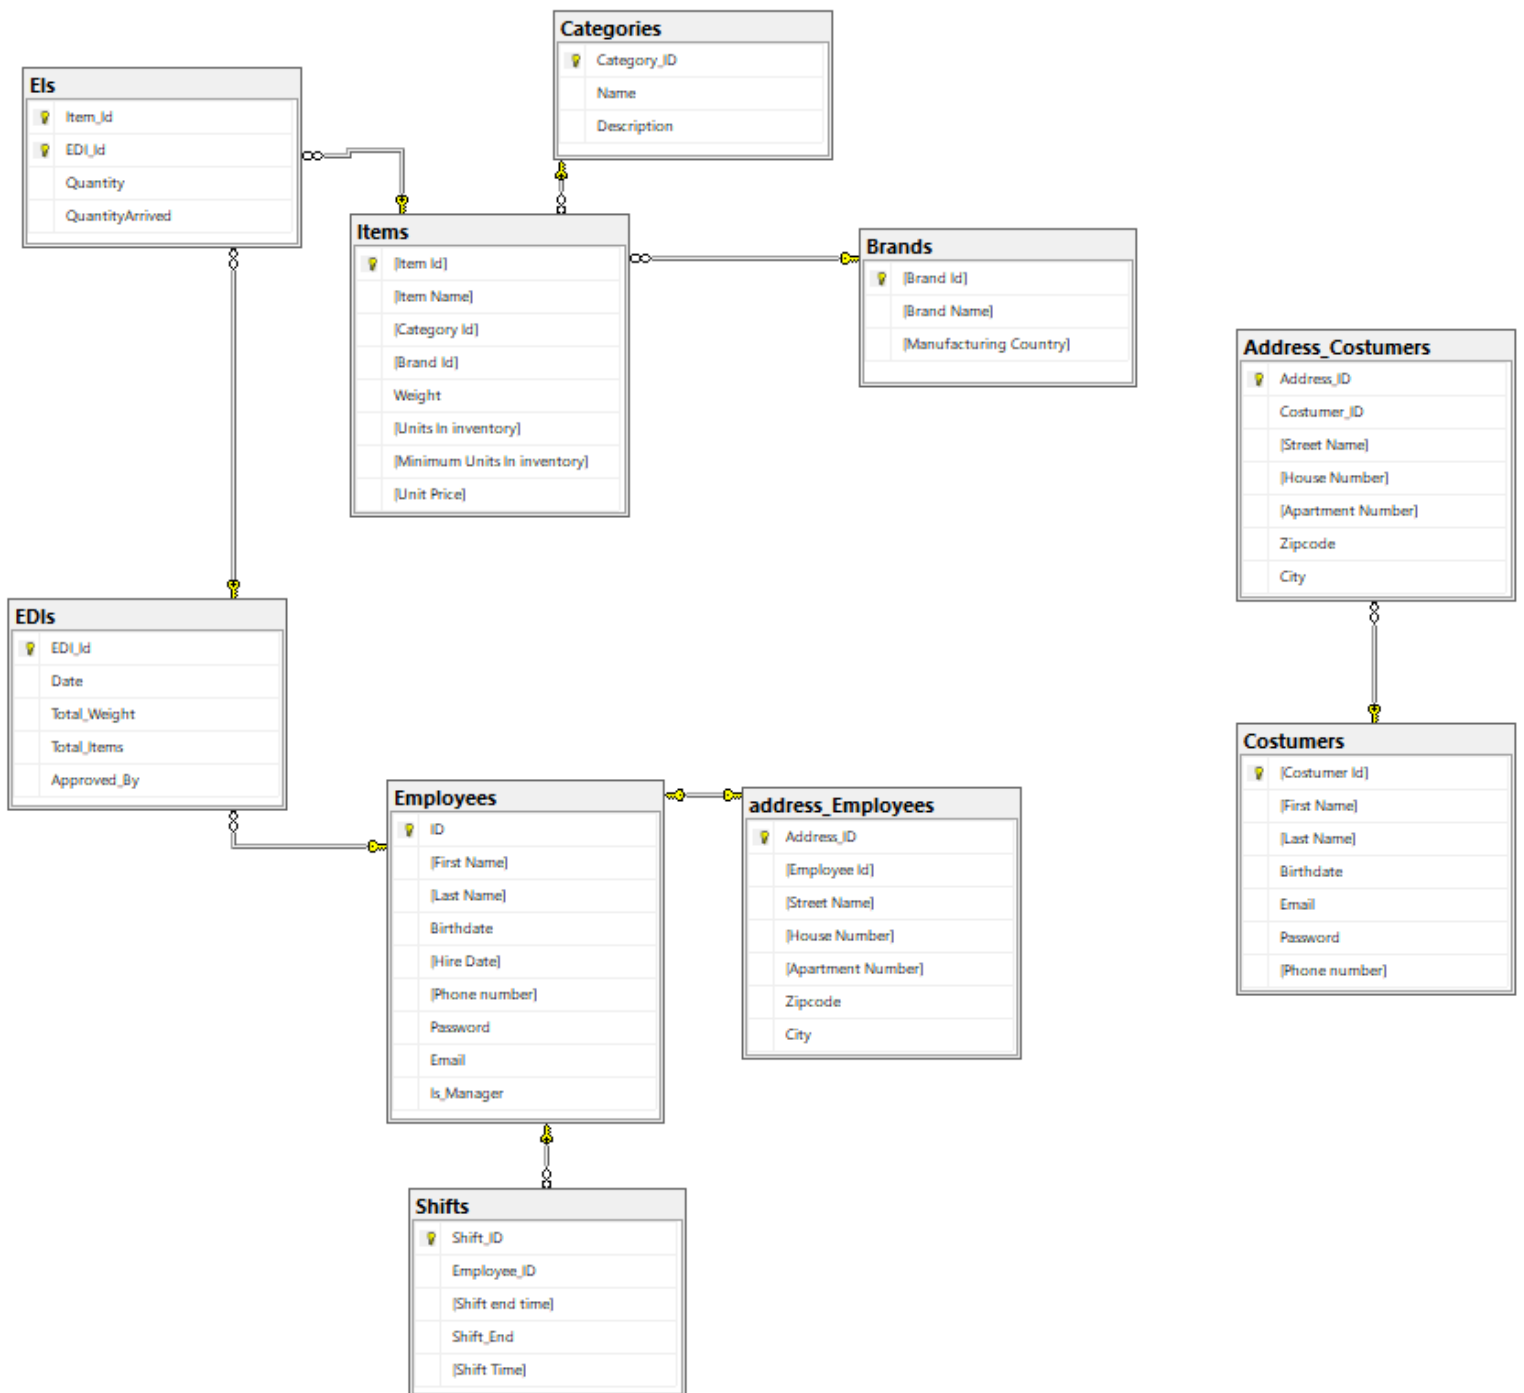 Categories
Category_ID
Name
Description
EIs
Item_Id
EDI_Id
Quantity
QuantityArrived
Items
[Item Id]
[Item Name]
[Category Id]
[Brand Id]
Weight
[Units In inventory]
[Minimum Units In inventory]
[Unit Price]
Brands
[Brand Id]
[Brand Name]
[Manufacturing Country]
Address_Costumers
Address_ID
Costumer_ID
[Street Name]
[House Number]
[Apartment Number]
Zipcode
City
EDIs
EDI_Id
Date
Total_Weight
Total_Items
Approved_By
Employees
ID
[First Name]
[Last Name]
Birthdate
[Hire Date]
[Phone number]
Password
Email
Is_Manager
address_Employees
Address_ID
[Employee Id]
[Street Name]
[House Number]
[Apartment Number]
Zipcode
City
Costumers
[Costumer Id]
[First Name]
[Last Name]
Birthdate
Email
Password
[Phone number]
Shifts
Shift_ID
Employee_ID
[Shift end time]
Shift_End
[Shift Time]